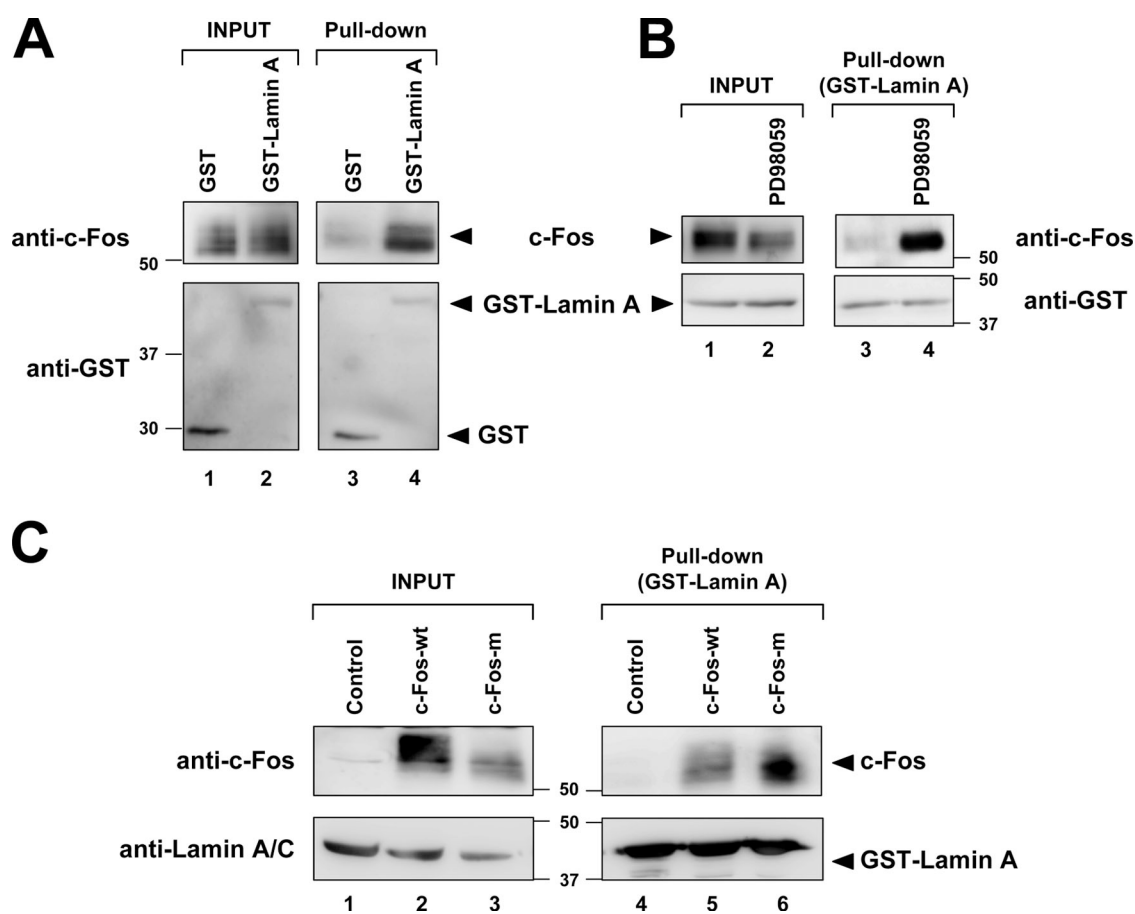 A
INPUT
Pull-down
GST
GST-Lamin A
GST
GST-Lamin A
anti-c-Fos
c-Fos
50
GST-Lamin A
37
anti-GST
30
GST
1 2 3 4
B
INPUT
Pull-down
(GST-Lamin A)
PD98059
PD98059
anti-c-Fos
50
50
anti-GST
37
1 2 3 4
C
INPUT
Pull-down
(GST-Lamin A)
Control
c-Fos-wt
c-Fos-m
Control
c-Fos-wt
c-Fos-m
anti-c-Fos
c-Fos
50
50
anti-Lamin A/C
GST-Lamin A
37
1 2 3 4 5 6